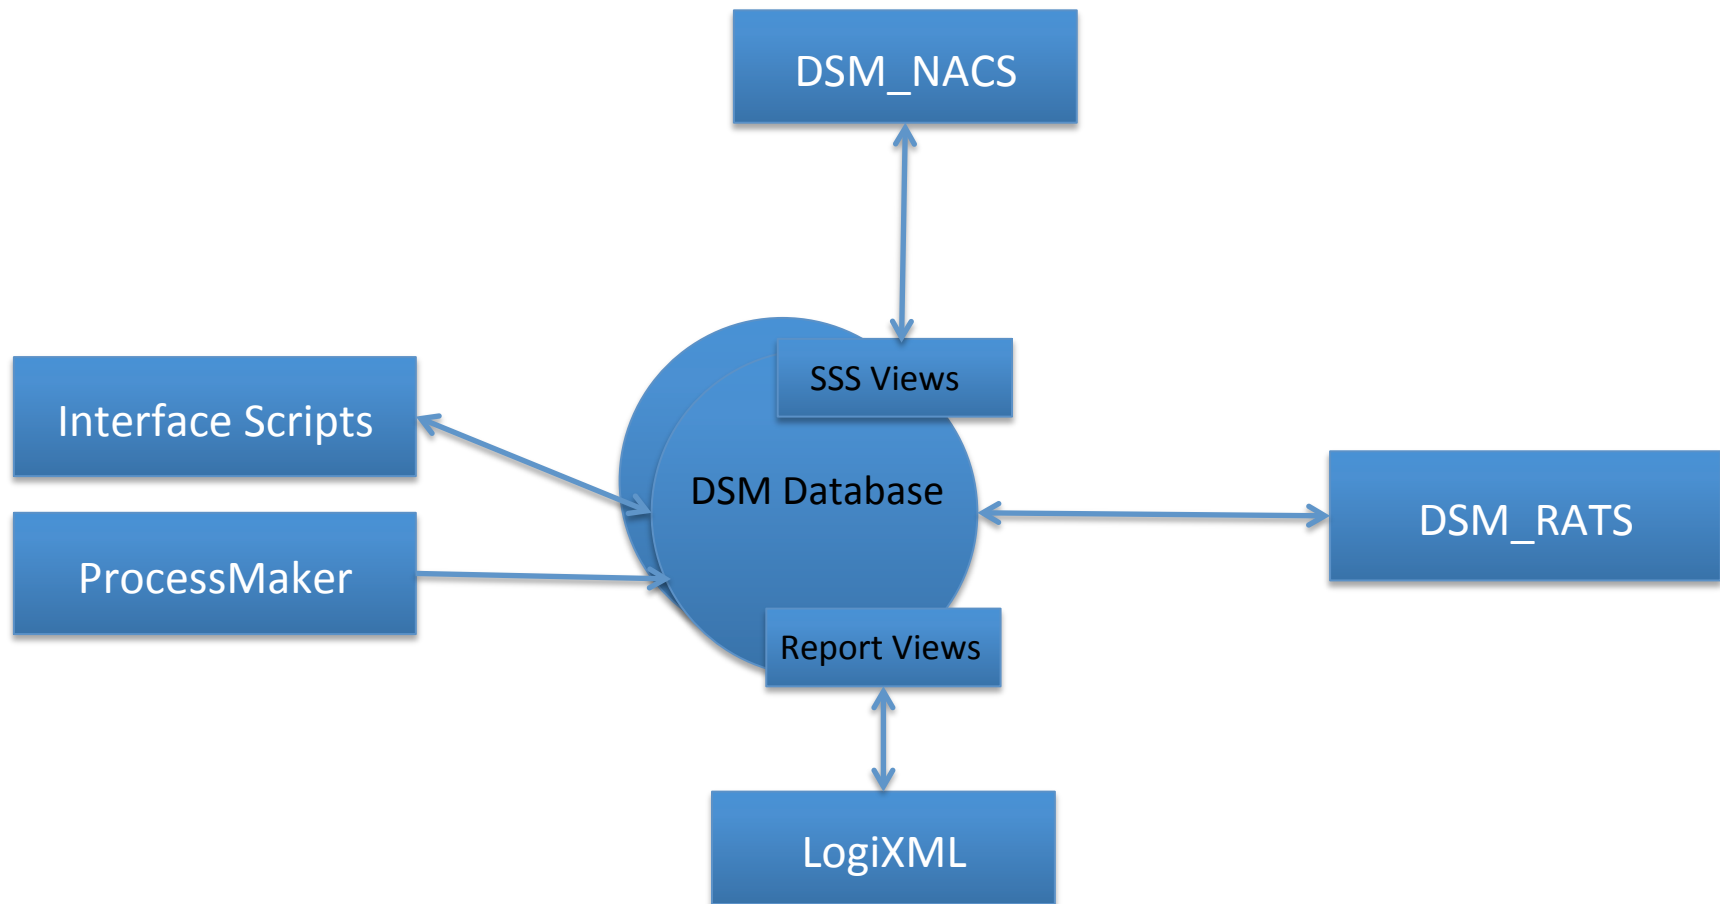 DSM_NACS
SSS Views
Interface Scripts
DSM Database
DSM_RATS
ProcessMaker
Report Views
LogiXML